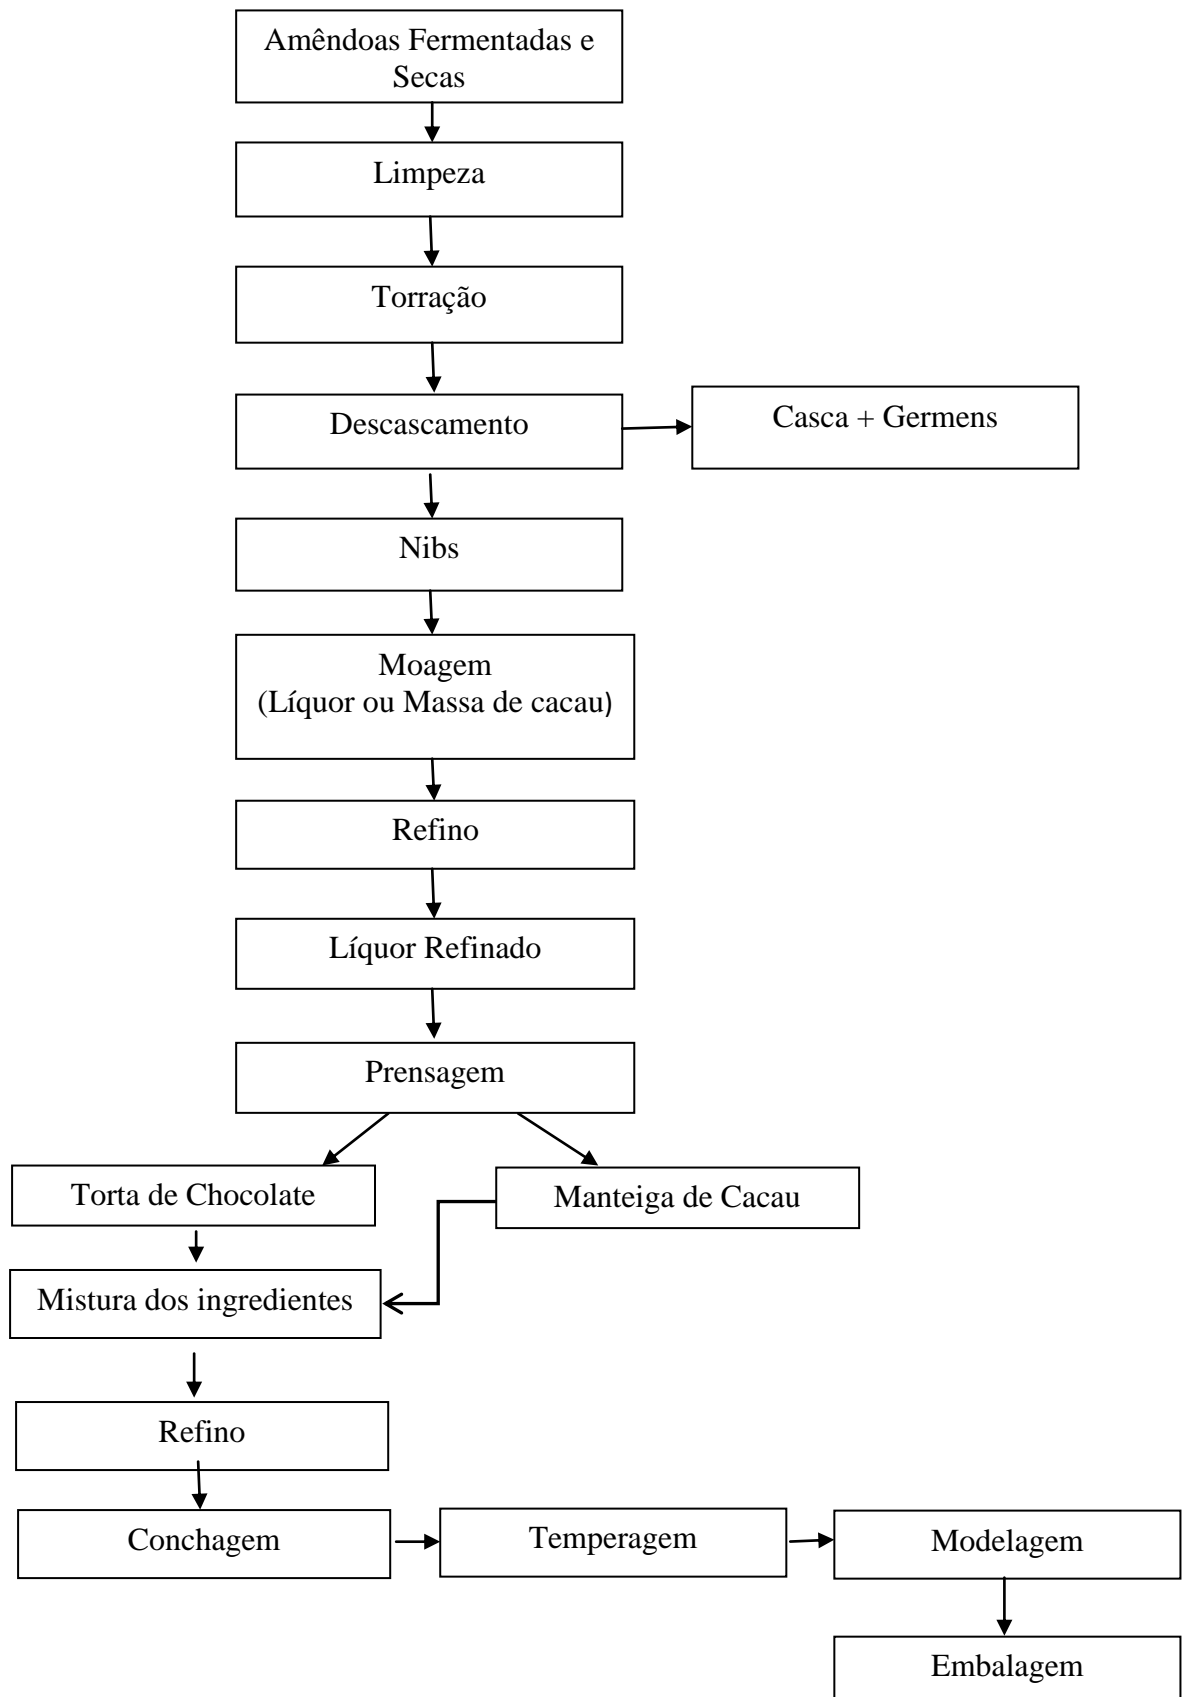 Amêndoas Fermentadas e
Secas
Limpeza
Torração
Descascamento
Casca + Germens
Nibs
Moagem
(Líquor ou Massa de cacau)
Refino
Líquor Refinado
Prensagem
Torta de Chocolate
Manteiga de Cacau
Mistura dos ingredientes
Refino
Conchagem
Temperagem
Modelagem
Embalagem